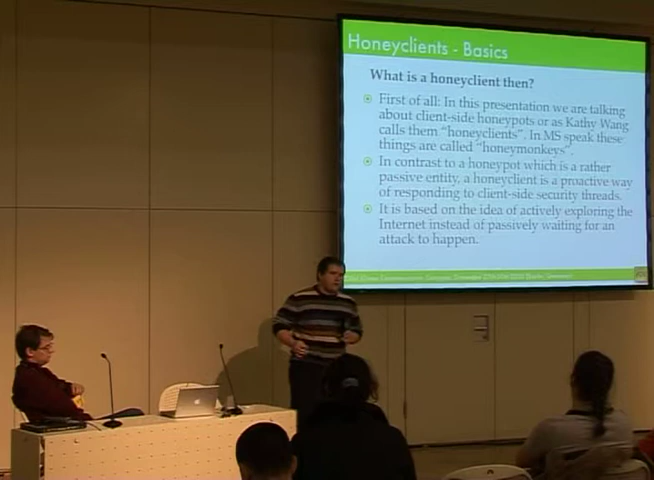 Honeyclients - Basics
What is a honeyclient then?
First of all: In this presentation we are talking
about client-side honeypots or as Kathy Wang
calls them "honeyclients". In MS speak these
things are called "honeymonkeys".
In contrast to a honeypot which is a rather
passive entity, a honeyclient is a proactive way
of responding to client-side security threads.
It is based on the idea of actively exploring the
Internet instead of passively waiting for an
attack to happen.